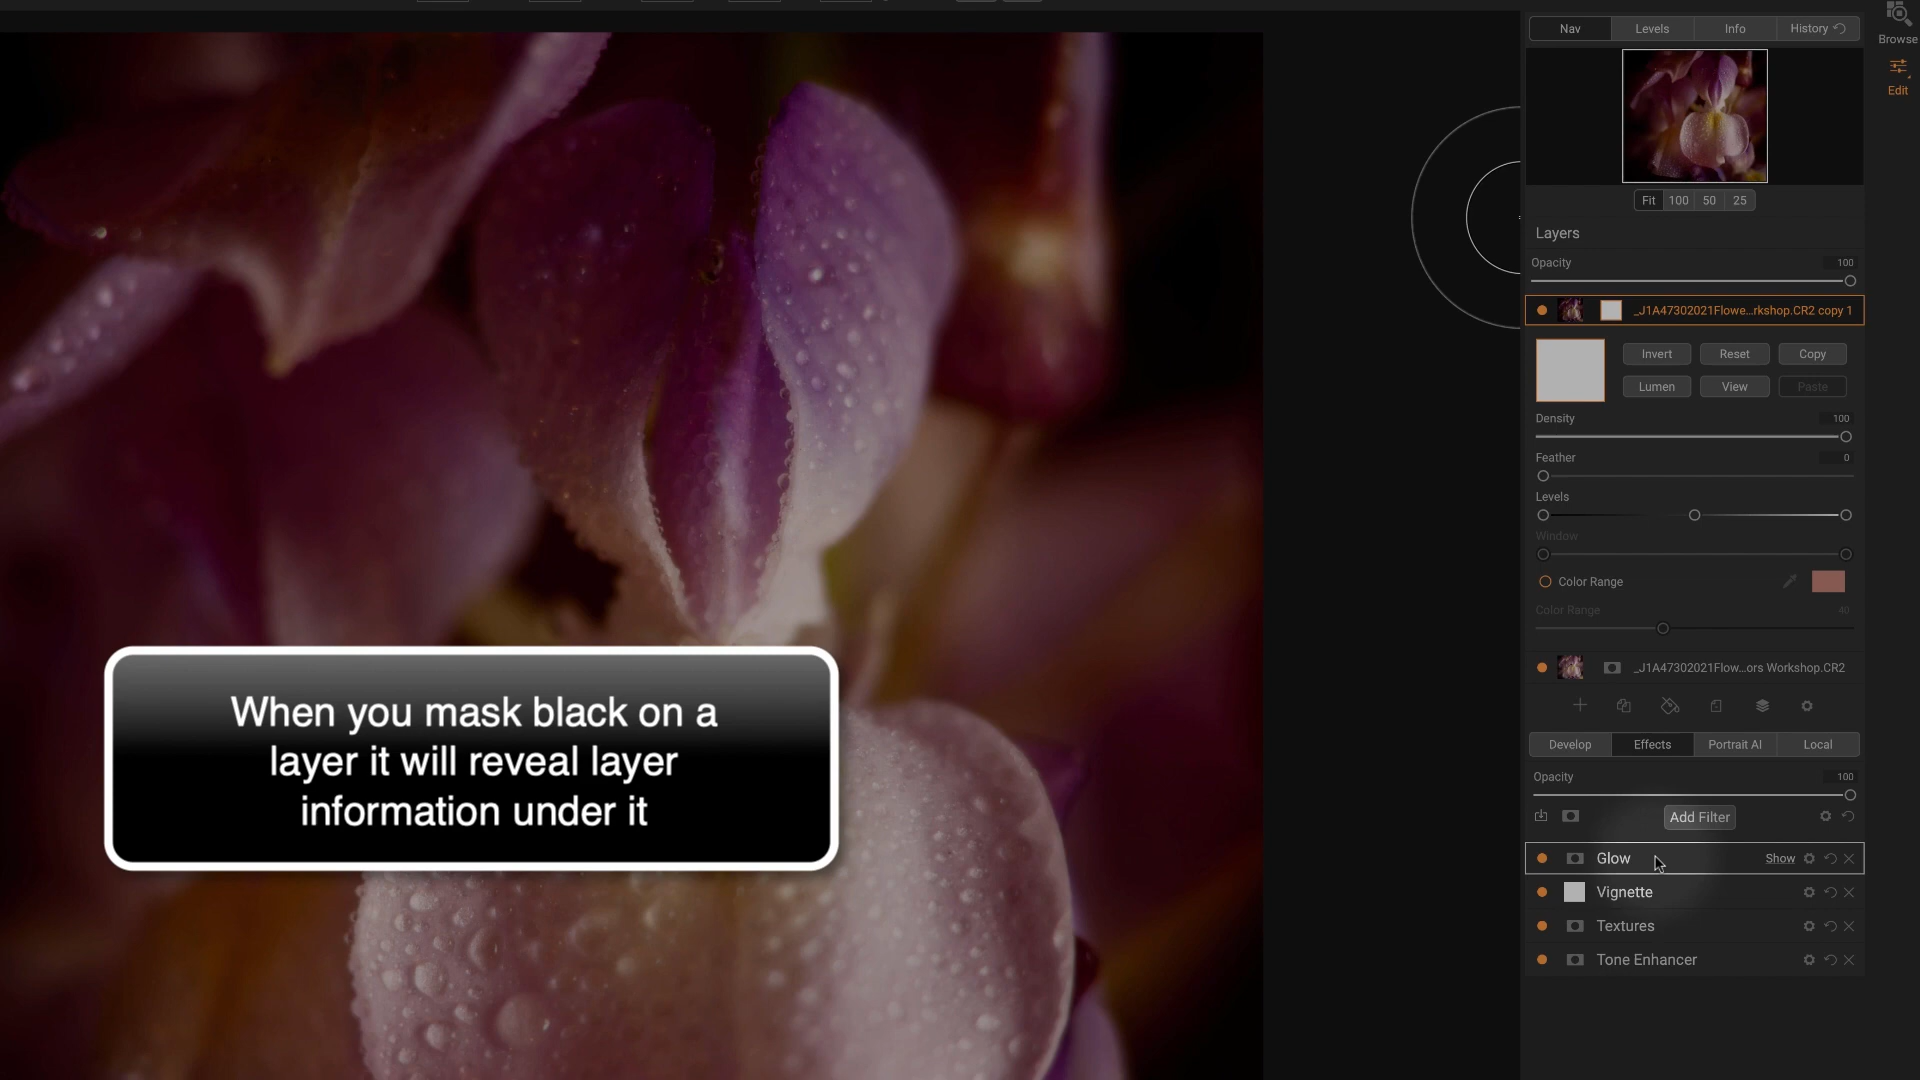 Nav Levels Info History
Browse
Edit
Fit 100 50 25
Layers
Opacity 100
_J1A47302021Flowe...rkshop.CR2 copy 1
Invert Reset Copy
Lumen View Paste
Density 100
Feather 0
Levels
Window
Color Range
Color Range 40
_J1A47302021Flow...ors Workshop.CR2
Develop Effects Portrait AI Local
Opacity 100
Add Filter
Glow Show
Vignette
Textures
Tone Enhancer
When you mask black on a
layer it will reveal layer
information under it